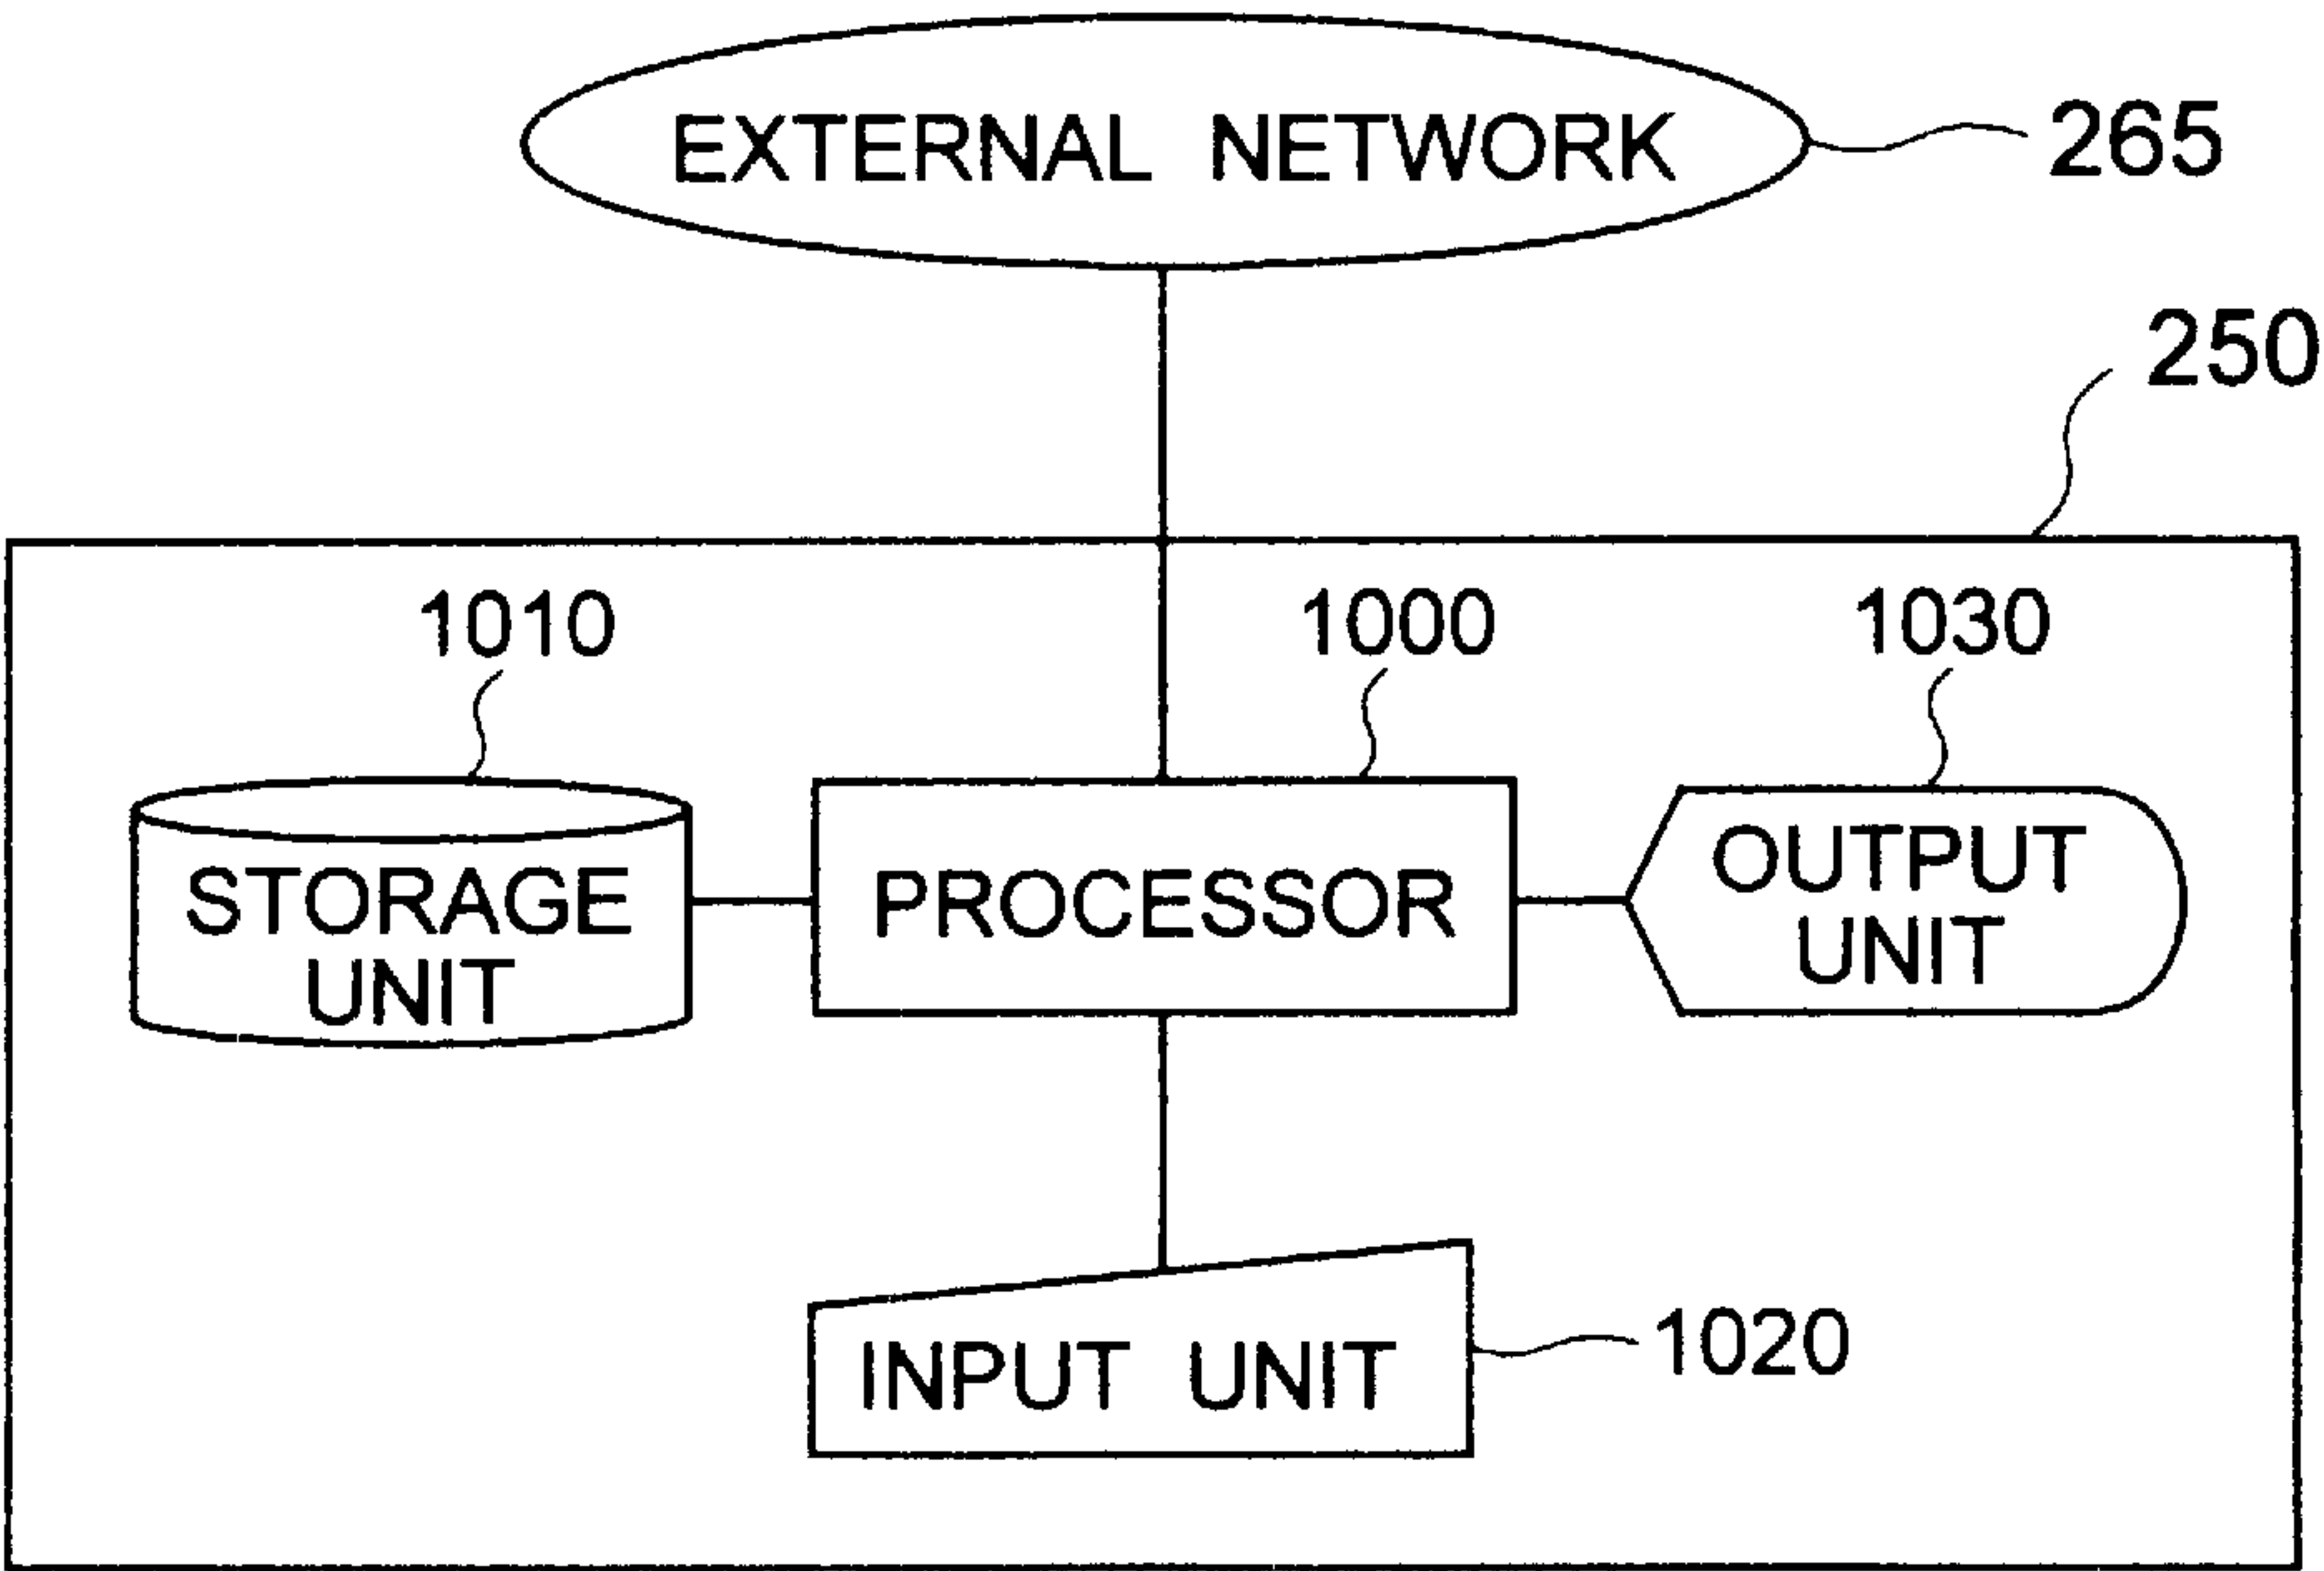 EXTERNAL NETWORK
265
250
1010
1000
1030
STORAGE
UNIT
PROCESSOR
OUTPUT
UNIT
INPUT UNIT
1020